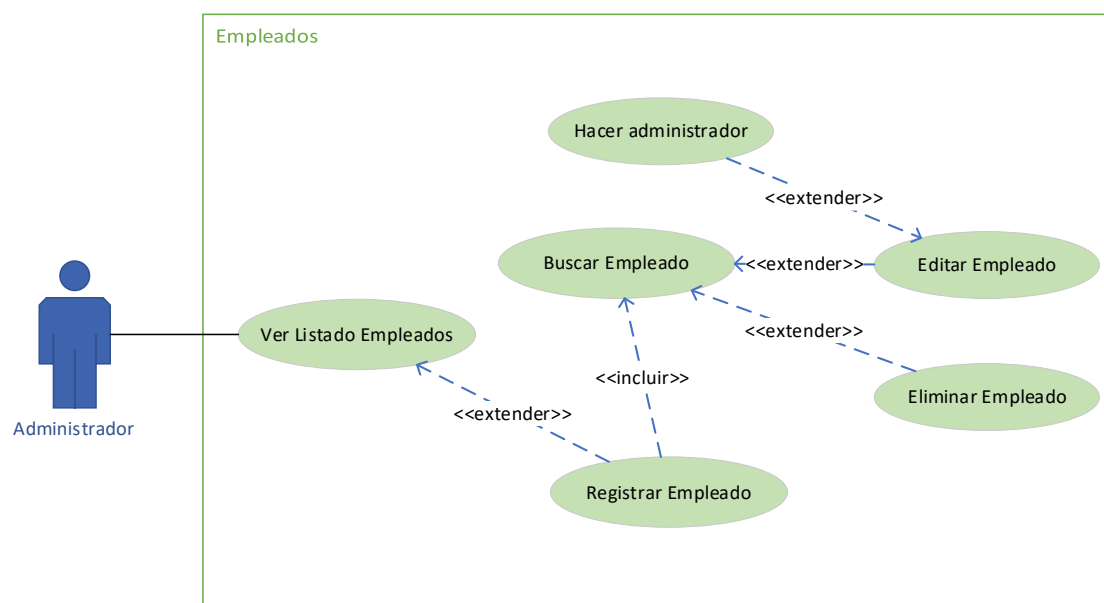 Empleados
Hacer administrador
<<extender>>
Buscar Empleado
<<extender>>
Editar Empleado
<<extender>>
Ver Listado Empleados
<<incluir>>
Eliminar Empleado
<<extender>>
Administrador
Registrar Empleado